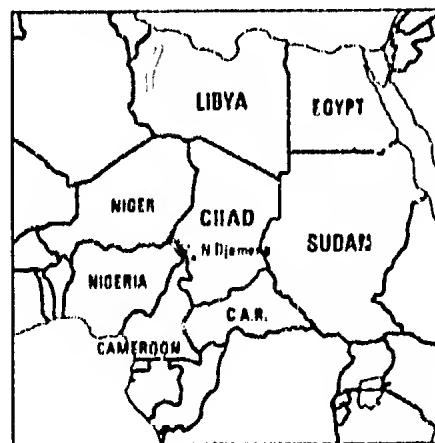 LIBYA
EGYPT
NIGER
CHAD
N Djamena
SUDAN
NIGERIA
C.A.R.
CAMEROON